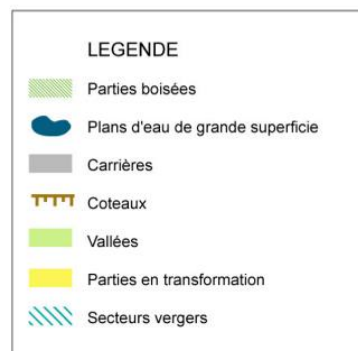 LEGENDE
Parties boisées
Plans d'eau de grande superficie
Carrières
Coteaux
Vallées
Parties en transformation
Secteurs vergers